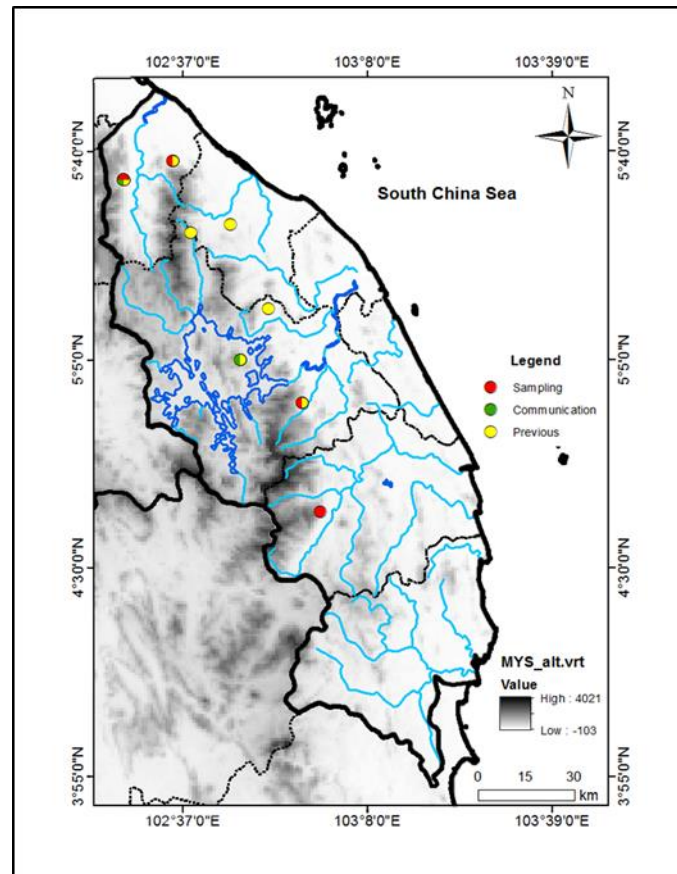 102°37'0"E
103°8'0"E
103°39'0"E
N
5°40'0"N
5°40'0"N
South China Sea
5°5'0"N
5°5'0"N
Legend
Sampling
Communication
Previous
4°30'0"N
4°30'0"N
MYS_alt.vrt
Value
High : 4021
Low : -103
3°55'0"N
3°55'0"N
0
15
30
km
102°37'0"E
103°8'0"E
103°39'0"E